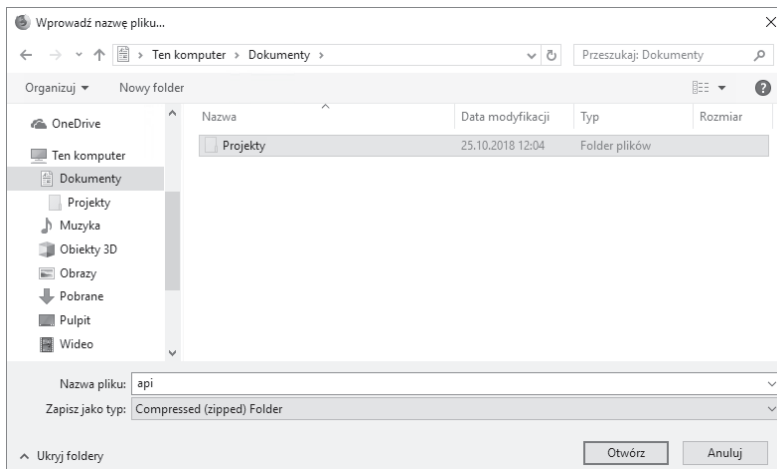 Wprowadź nazwę pliku...
Ten komputer > Dokumenty >
Przeszukaj: Dokumenty
Organizuj
Nowy folder
OneDrive
Ten komputer
Dokumenty
Projekty
Muzyka
Obiekty 3D
Obrazy
Pobrane
Pulpit
Wideo
Nazwa Data modyfikacji Typ Rozmiar
Projekty 25.10.2018 12:04 Folder plików
Nazwa pliku: api
Zapisz jako typ: Compressed (zipped) Folder
Ukryj foldery
Otwórz
Anuluj